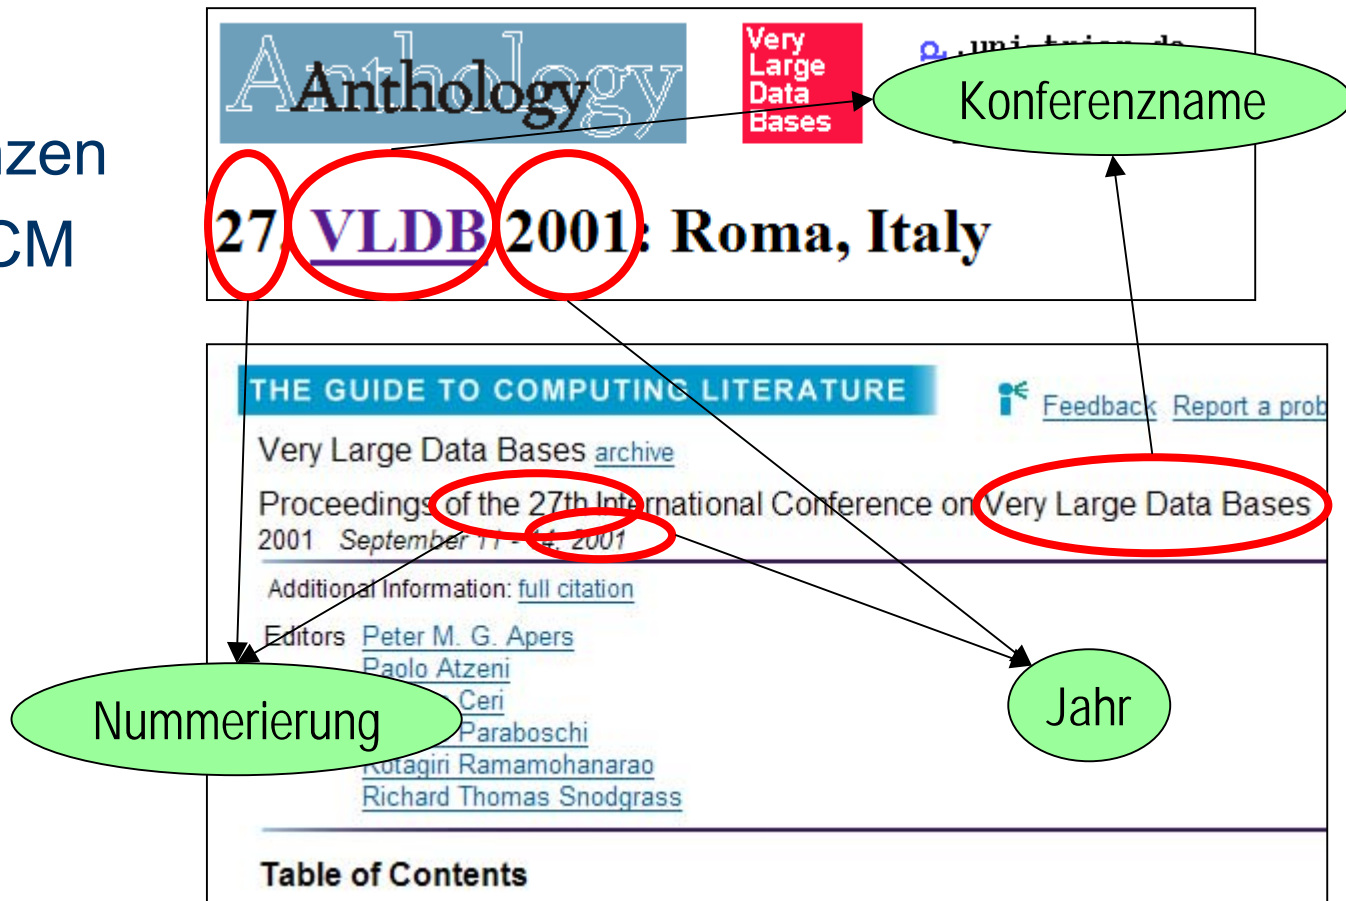 Anthology
Very
Large
Data
Bases
Konferenzname
27. VLDB 2001: Roma, Italy
CM
THE GUIDE TO COMPUTING LITERATURE
Feedback Report a prob
Very Large Data Bases archive
Proceedings of the 27th International Conference on Very Large Data Bases
2001 September 11 - 14, 2001
Additional Information: full citation
Editors Peter M. G. Apers
Paolo Atzeni
Ceri
Paraboschi
Kotagiri Ramamohanarao
Richard Thomas Snodgrass
Nummerierung
Jahr
Table of Contents